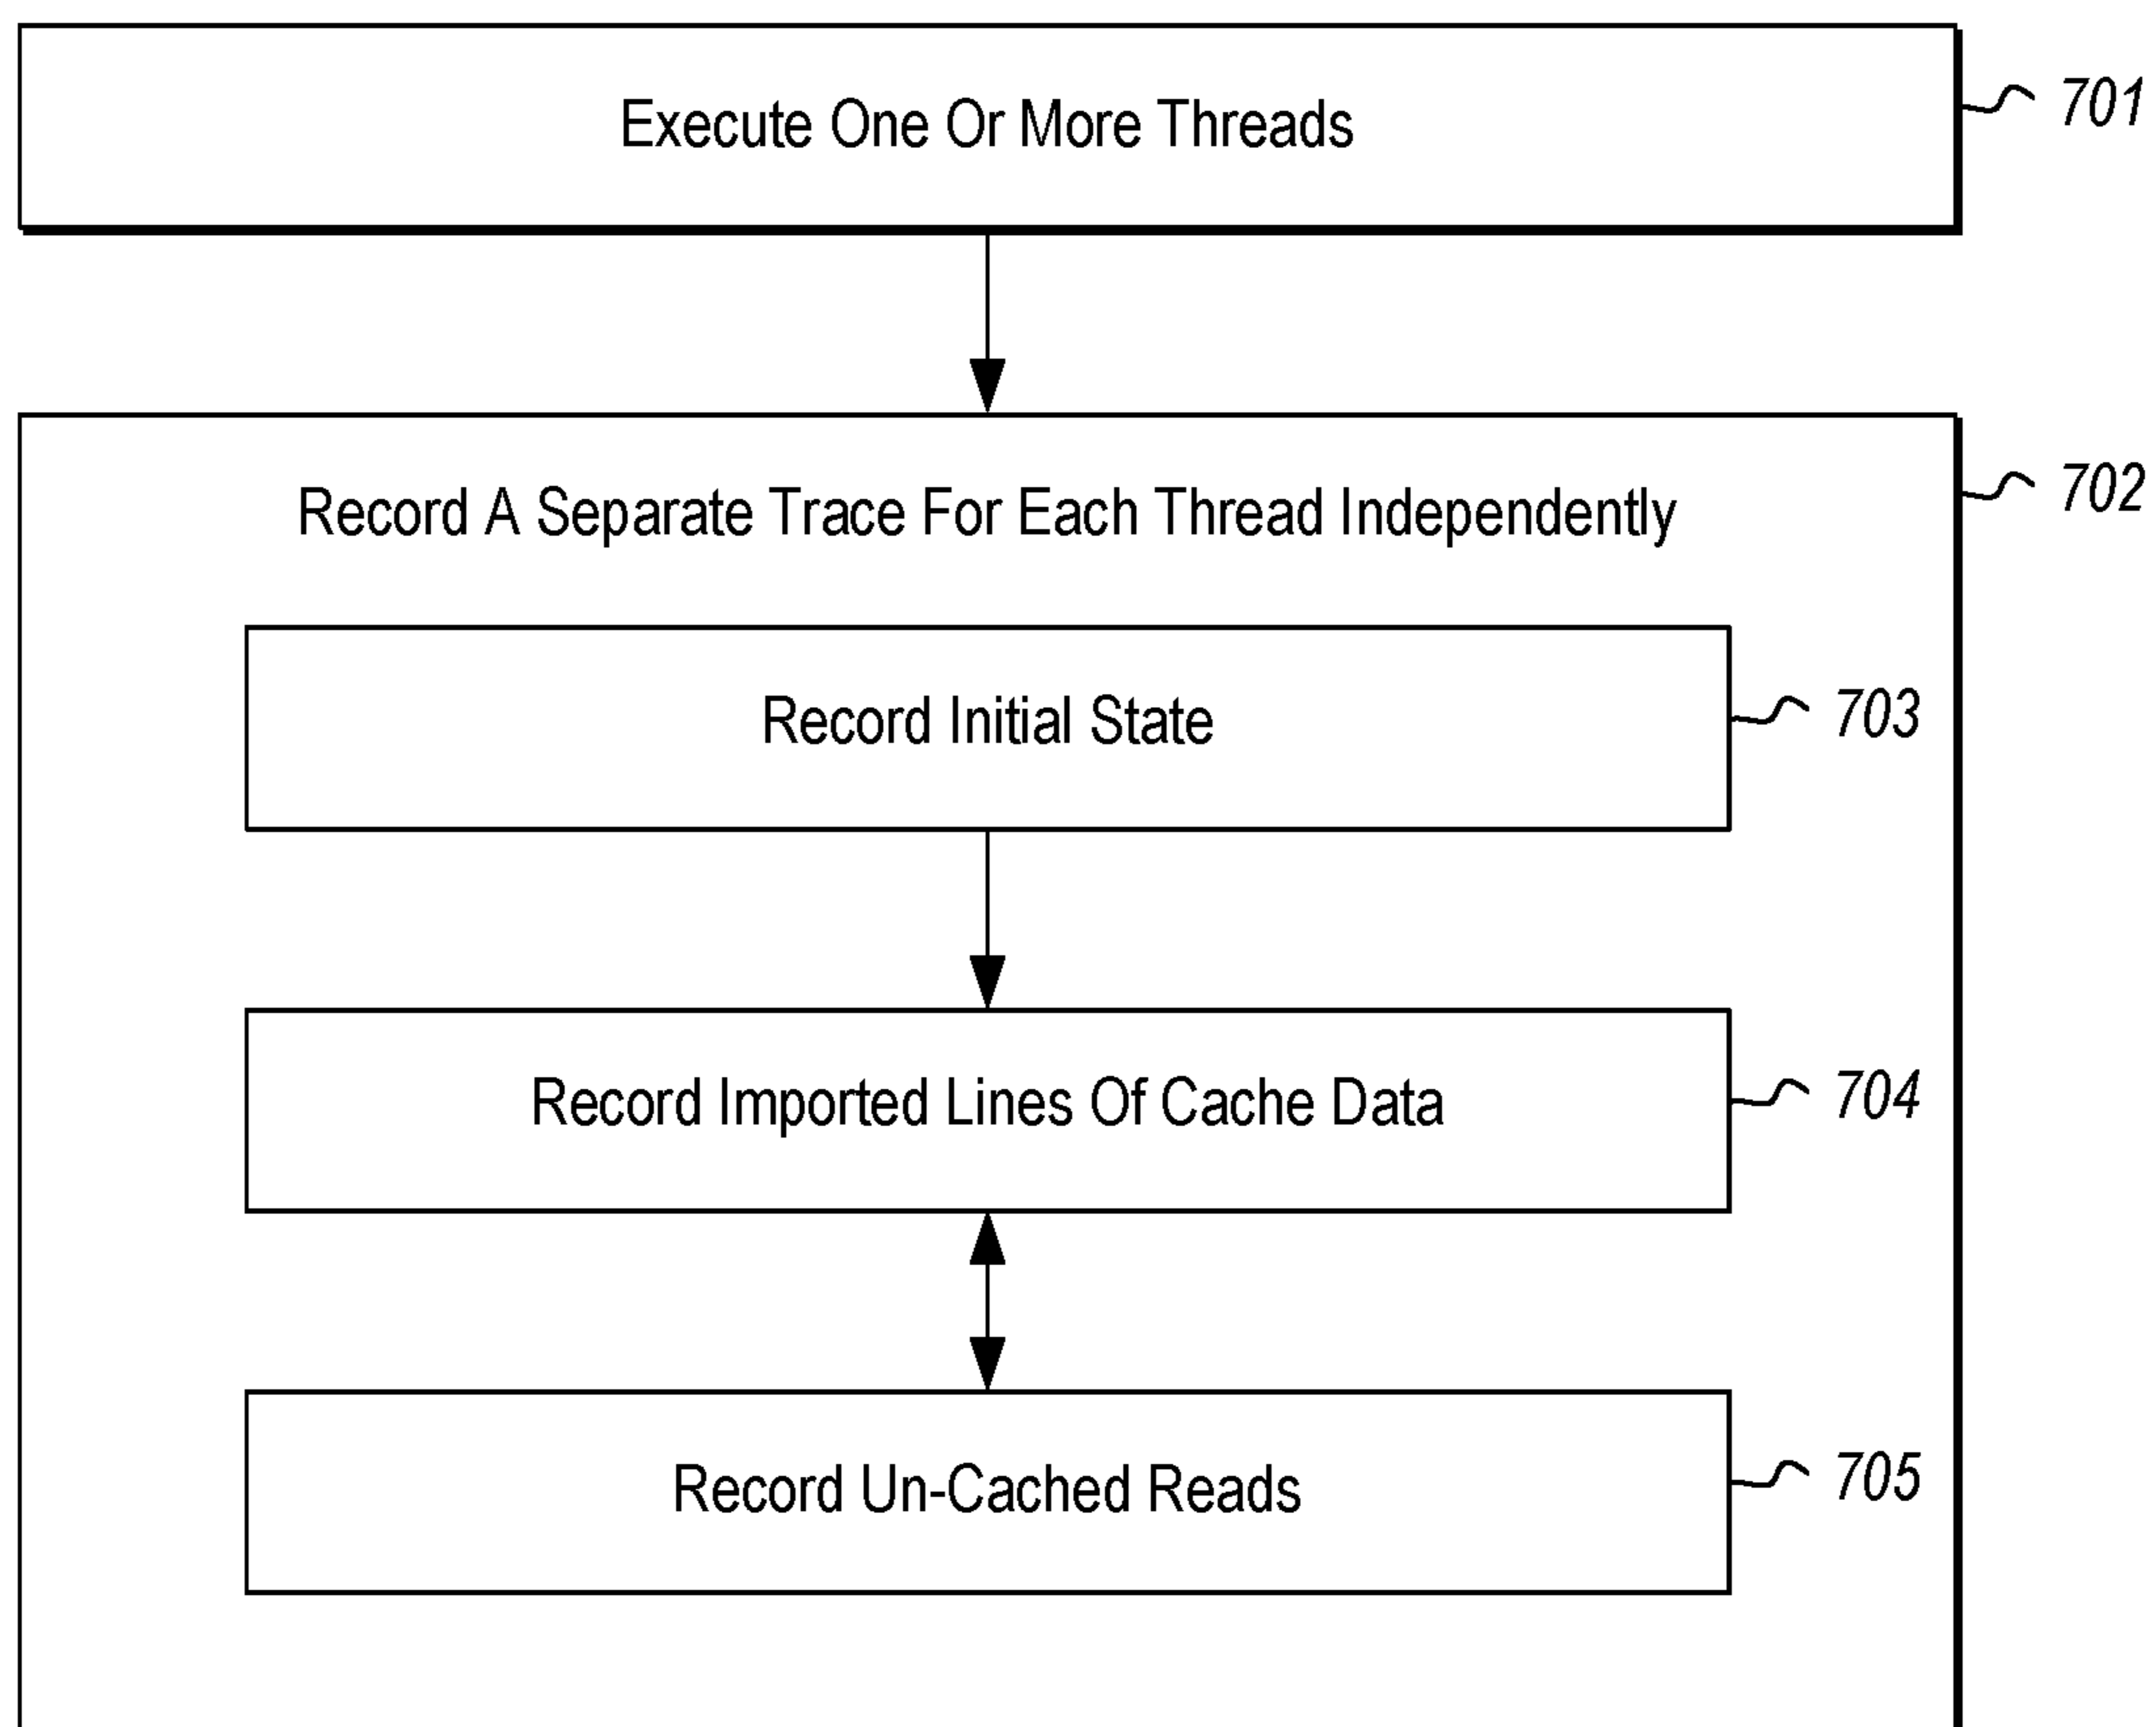 Execute One Or More Threads
701
Record A Separate Trace For Each Thread Independently
702
Record Initial State
703
Record Imported Lines Of Cache Data
704
Record Un-Cached Reads
705